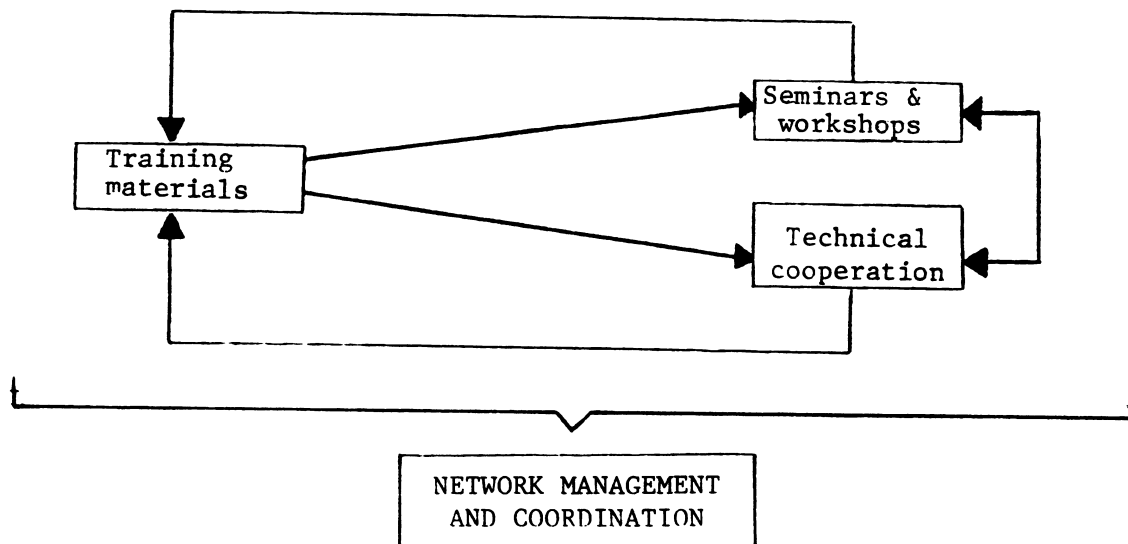 Seminars &
workshops
Training
materials
Technical
cooperation
NETWORK MANAGEMENT
AND COORDINATION